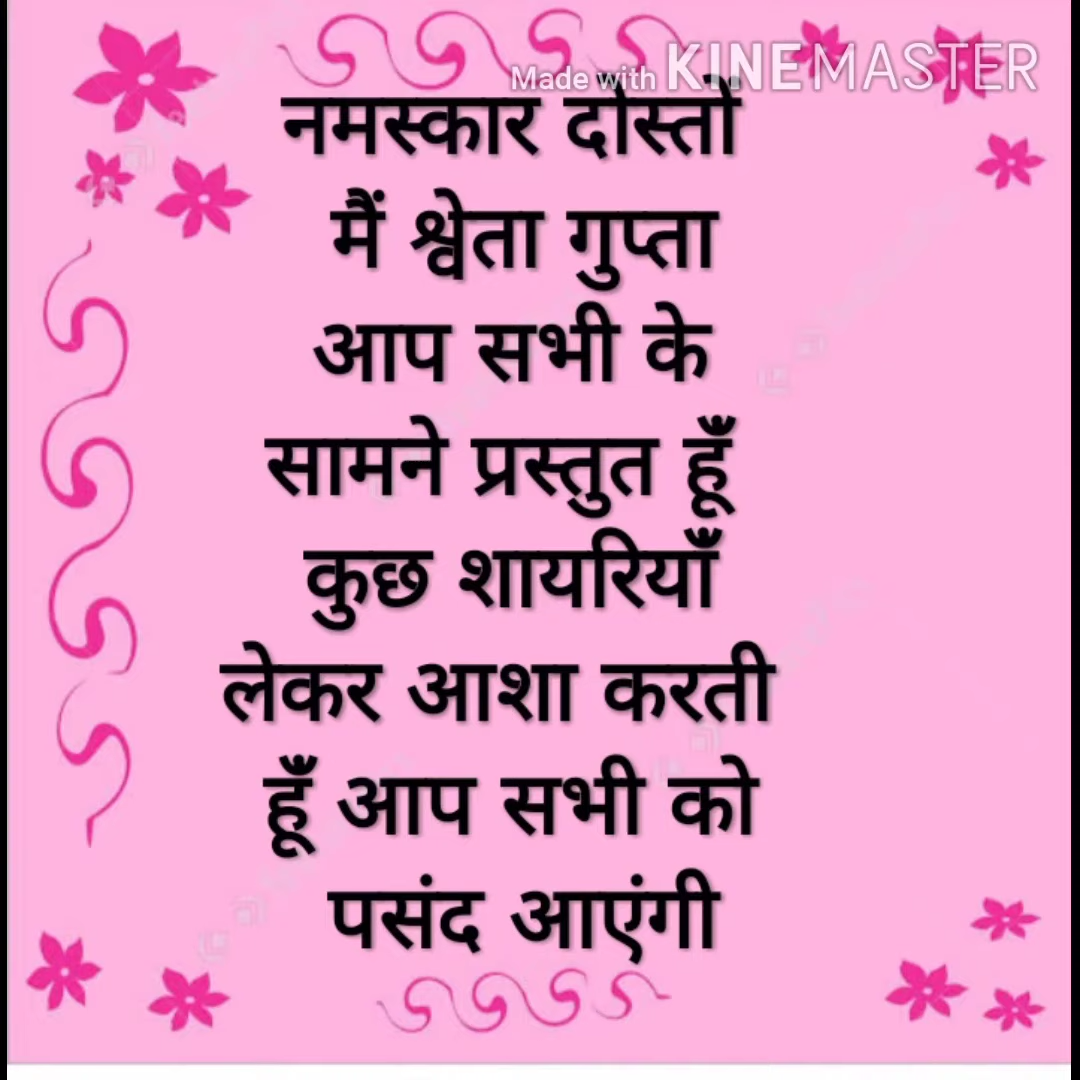 Made with KINEMASTER
नमस्कार दोस्तों
मैं श्वेता गुप्ता
आप सभी के
सामने प्रस्तुत हूँ
कुछ शायरियाँ
लेकर आशा करती
हूँ आप सभी को
पसंद आएंगी